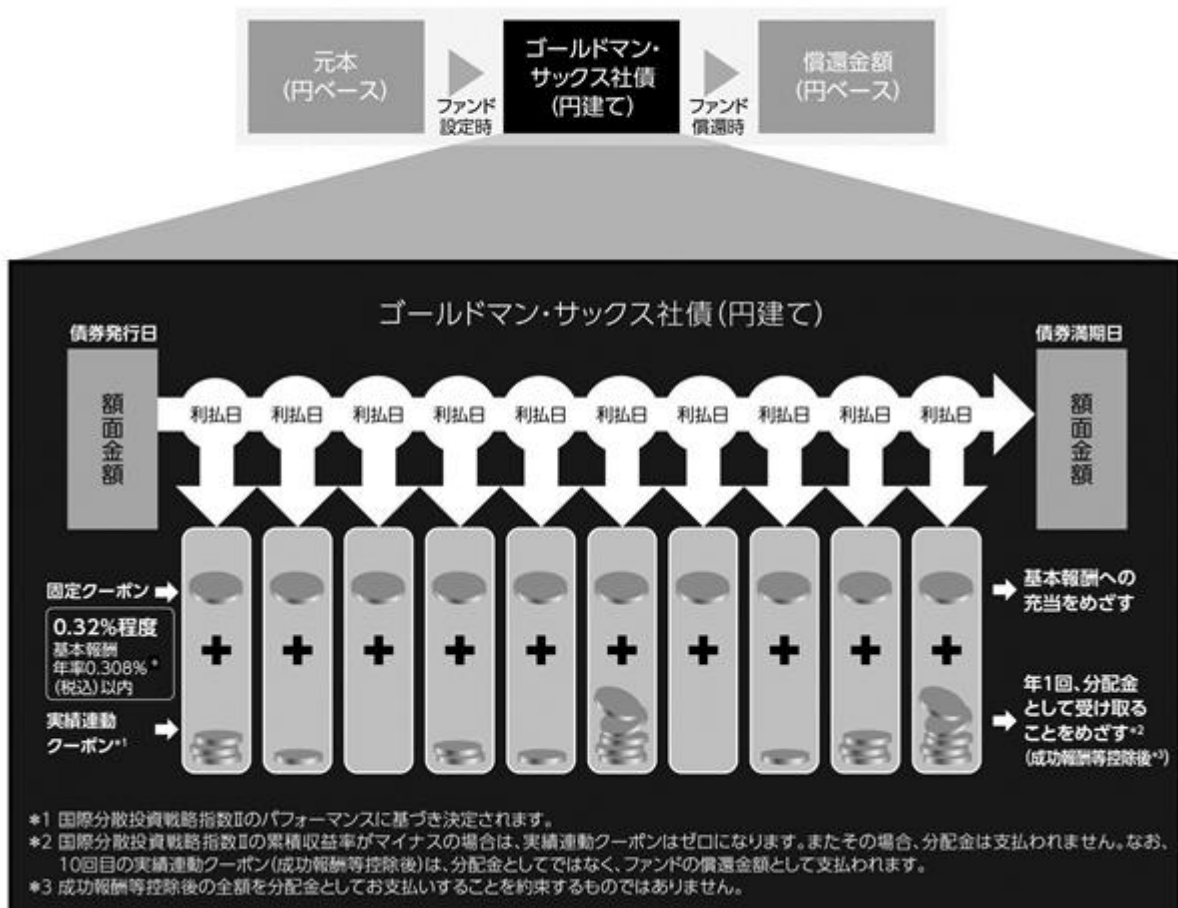 元本
(円ベース)
ファンド
設定時
ゴールドマン・
サックス社債
(円建て)
ファンド
償還時
償還金額
(円ベース)
ゴールドマン・サックス社債(円建て)
債券発行日
債券満期日
額面金額
利払日
利払日
利払日
利払日
利払日
利払日
利払日
利払日
利払日
利払日
額面金額
固定クーポン
0.32%程度
基本報酬
年率0.308%*
(税込)以内
実績連動
クーポン*1
+
+
+
+
+
+
+
+
+
+
基本報酬への
充当をめざす
年1回、分配金
として受け取る
ことをめざす*2
(成功報酬等控除後*3)
*1 国際分散投資戦略指数Ⅱのパフォーマンスに基づき決定されます。
*2 国際分散投資戦略指数Ⅱの累積収益率がマイナスの場合は、実績連動クーポンはゼロになります。またその場合、分配金は支払われません。なお、
10回目の実績連動クーポン(成功報酬等控除後)は、分配金としてではなく、ファンドの償還金額として支払われます。
*3 成功報酬等控除後の全額を分配金としてお支払いすることを約束するものではありません。